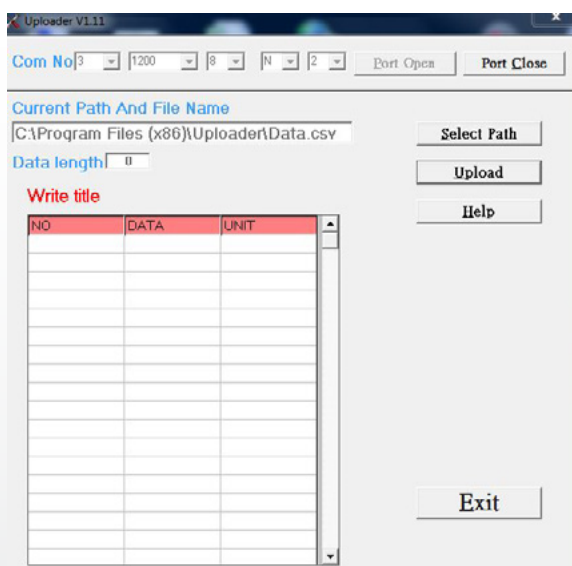 Uploader V1.11
x
Com No 3 1200 8 N 2 Port Open Port Close
Current Path And File Name
C:\Program Files (x86)\Uploader\Data.csv Select Path
Data length 0 Upload
Write title Help
NO DATA UNIT
Exit